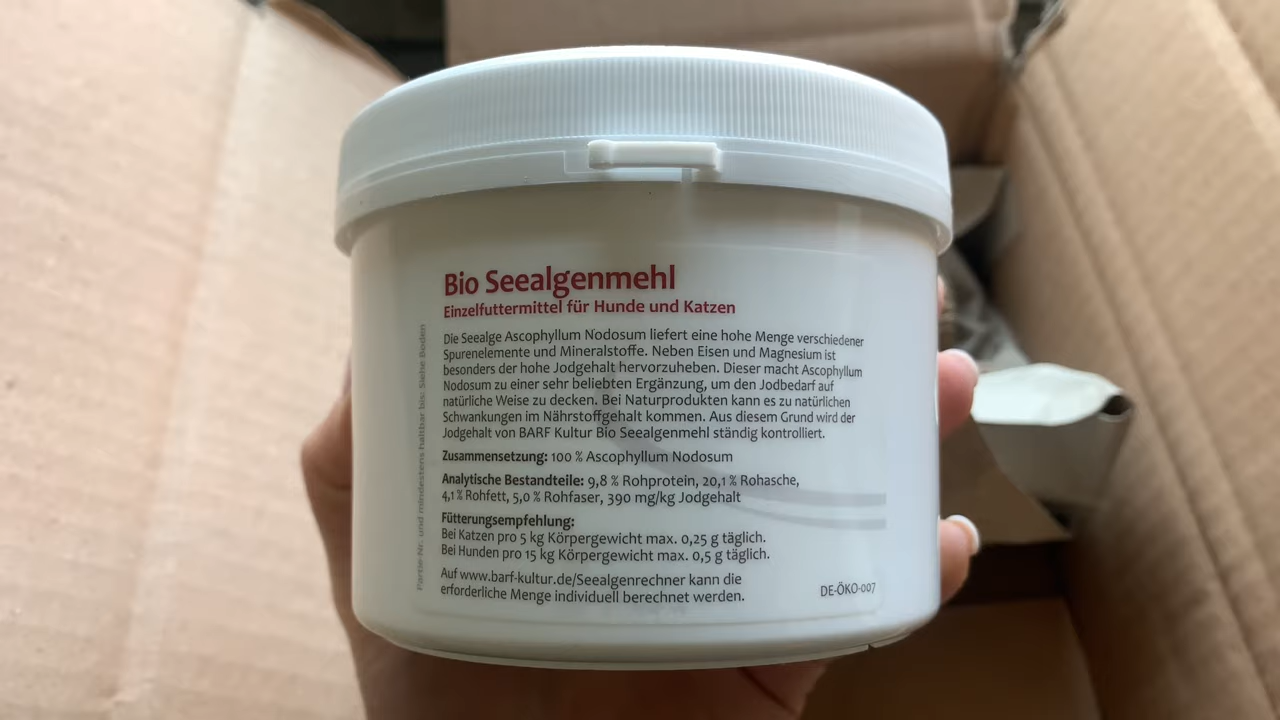 Bio Seealgenmehl
Einzelfuttermittel für Hunde und Katzen
Die Seealge Ascophyllum Nodosum liefert eine hohe Menge verschiedener
Spurenelemente und Mineralstoffe. Neben Eisen und Magnesium ist
besonders der hohe Jodgehalt hervorzuheben. Dieser macht Ascophyllum
Nodosum zu einer sehr beliebten Ergänzung, um den Jodbedarf auf
natürliche Weise zu decken. Bei Naturprodukten kann es zu natürlichen
Schwankungen im Nährstoffgehalt kommen. Aus diesem Grund wird der
Jodgehalt von BARF Kultur Bio Seealgenmehl ständig kontrolliert.
Zusammensetzung: 100 % Ascophyllum Nodosum
Analytische Bestandteile: 9,8 % Rohprotein, 20,1 % Rohasche,
4,1 % Rohfett, 5,0 % Rohfaser, 390 mg/kg Jodgehalt
Fütterungsempfehlung:
Bei Katzen pro 5 kg Körpergewicht max. 0,25 g täglich.
Bei Hunden pro 15 kg Körpergewicht max. 0,5 g täglich.
Auf www.barf-kultur.de/Seealgenrechner kann die
erforderliche Menge individuell berechnet werden.
DE-ÖKO-007
Partie-Nr. und mindestens haltbar bis: Siehe Boden